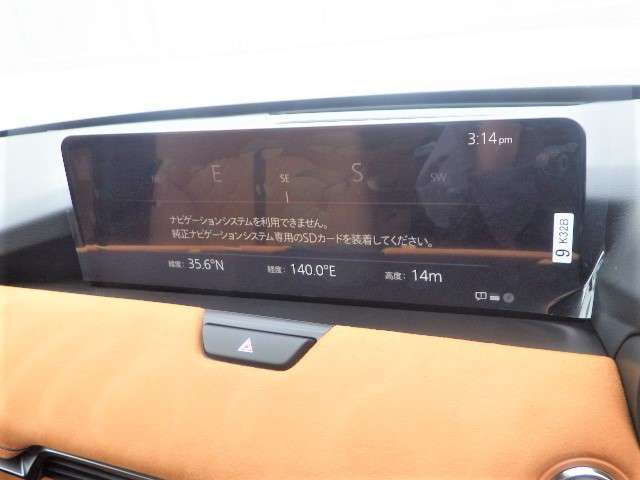 3:14 pm
E SE S SW
ナビゲーションシステムを利用できません。
純正ナビゲーションシステム専用のSDカードを装着してください。
緯度: 35.6°N 経度: 140.0°E 高度: 14m
9 K32B